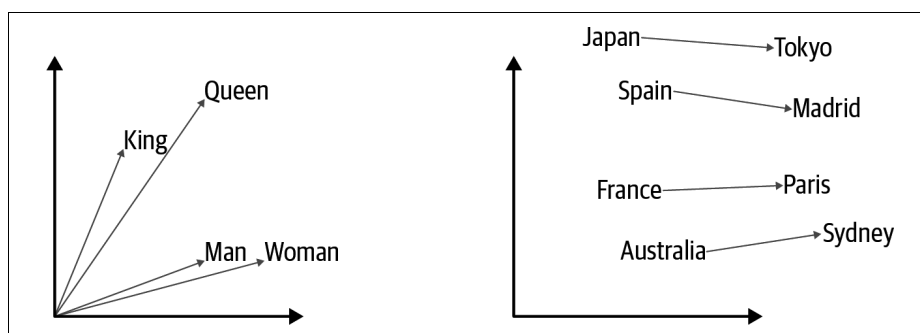 Queen
King
Man
Woman
Japan
Tokyo
Spain
Madrid
France
Paris
Australia
Sydney